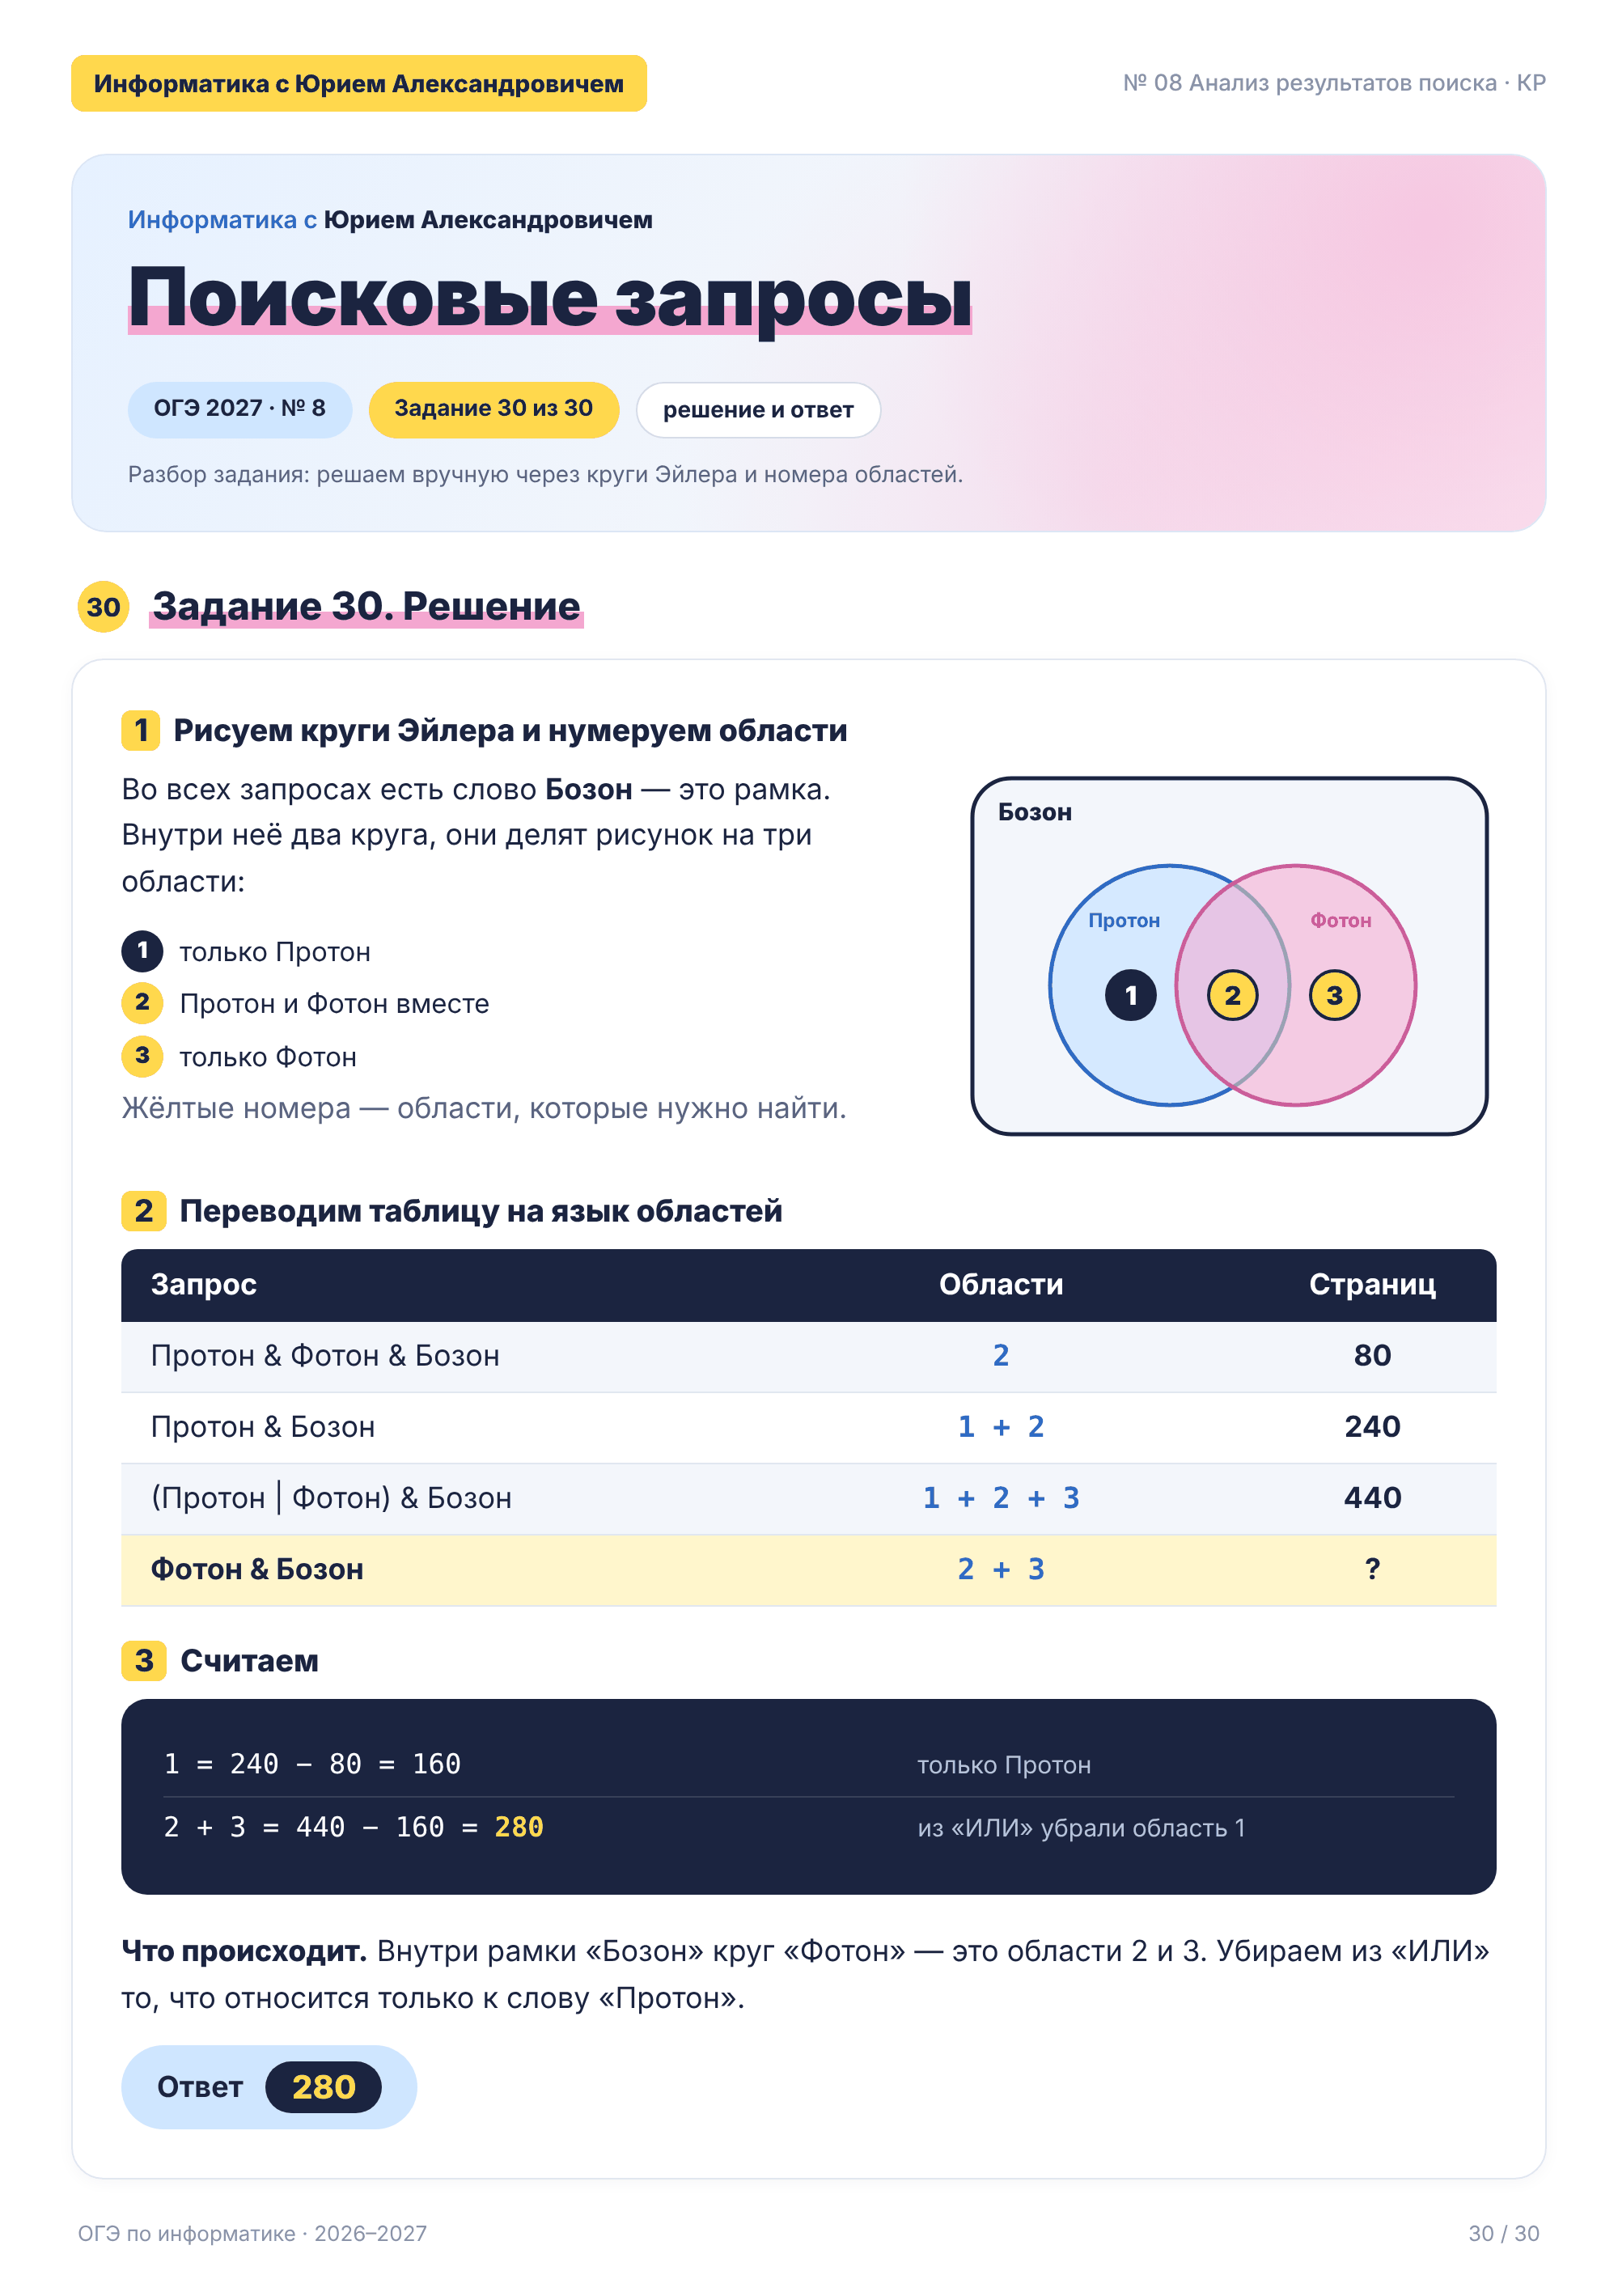 Информатика с Юрием Александровичем
№ 08 Анализ результатов поиска · КР
Информатика с Юрием Александровичем
Поисковые запросы
ОГЭ 2027 · № 8
Задание 30 из 30
решение и ответ
Разбор задания: решаем вручную через круги Эйлера и номера областей.
30 Задание 30. Решение
1 Рисуем круги Эйлера и нумеруем области
Во всех запросах есть слово Бозон — это рамка.
Внутри неё два круга, они делят рисунок на три
области:
1 только Протон
2 Протон и Фотон вместе
3 только Фотон
Жёлтые номера — области, которые нужно найти.
Бозон
Протон Фотон
1 2 3
2 Переводим таблицу на язык областей
Запрос Области Страниц
Протон & Фотон & Бозон 2 80
Протон & Бозон 1 + 2 240
(Протон | Фотон) & Бозон 1 + 2 + 3 440
Фотон & Бозон 2 + 3 ?
3 Считаем
1 = 240 − 80 = 160 только Протон
2 + 3 = 440 − 160 = 280 из «ИЛИ» убрали область 1
Что происходит. Внутри рамки «Бозон» круг «Фотон» — это области 2 и 3. Убираем из «ИЛИ»
то, что относится только к слову «Протон».
Ответ 280
ОГЭ по информатике · 2026–2027
30 / 30